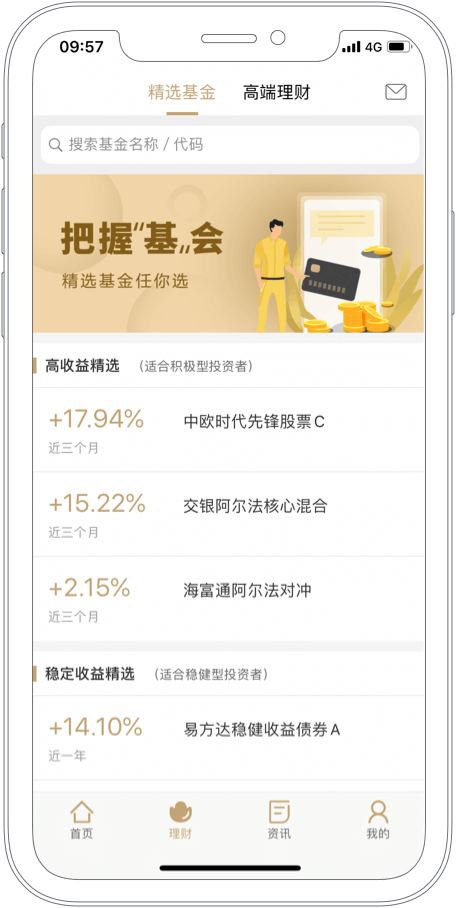 09:57
4G
精选基金 高端理财
搜索基金名称 / 代码
把握“基„会
精选基金任你选
高收益精选 (适合积极型投资者)
+17.94% 中欧时代先锋股票C
近三个月
+15.22% 交银阿尔法核心混合
近三个月
+2.15% 海富通阿尔法对冲
近三个月
稳定收益精选 (适合稳健型投资者)
+14.10% 易方达稳健收益债券A
近一年
首页 理财 资讯 我的